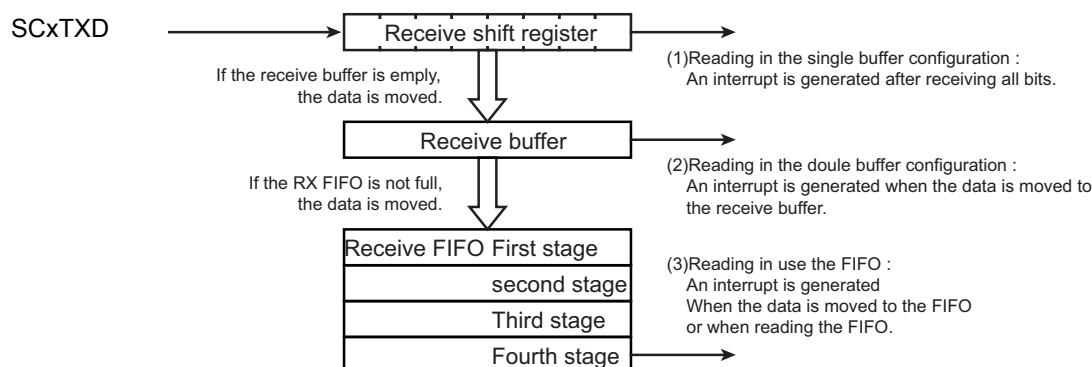 SCxTXD
Receive shift register
(1)Reading in the single buffer configuration :
An interrupt is generated after receiving all bits.
If the receive buffer is emply,
the data is moved.
Receive buffer
(2)Reading in the doule buffer configuration :
An interrupt is generated when the data is moved to
the receive buffer.
If the RX FIFO is not full,
the data is moved.
Receive FIFO First stage
second stage
Third stage
Fourth stage
(3)Reading in use the FIFO :
An interrupt is generated
When the data is moved to the FIFO
or when reading the FIFO.